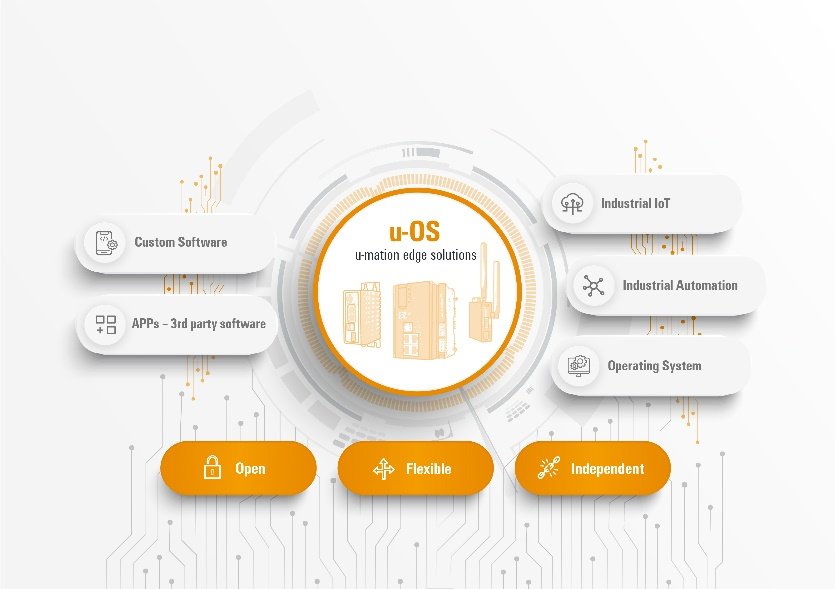 u-OS
u-mation edge solutions
Custom Software
APPs - 3rd party software
Industrial IoT
Industrial Automation
Operating System
Open
Flexible
Independent